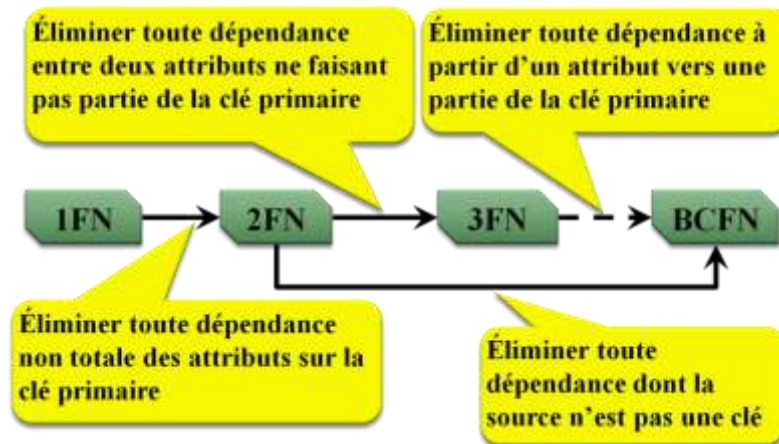 Éliminer toute dépendance
entre deux attributs ne faisant
pas partie de la clé primaire
Éliminer toute dépendance à
partir d'un attribut vers une
partie de la clé primaire
1FN
2FN
3FN
BCFN
Éliminer toute dépendance
non totale des attributs sur la
clé primaire
Éliminer toute
dépendance dont la
source n'est pas une clé